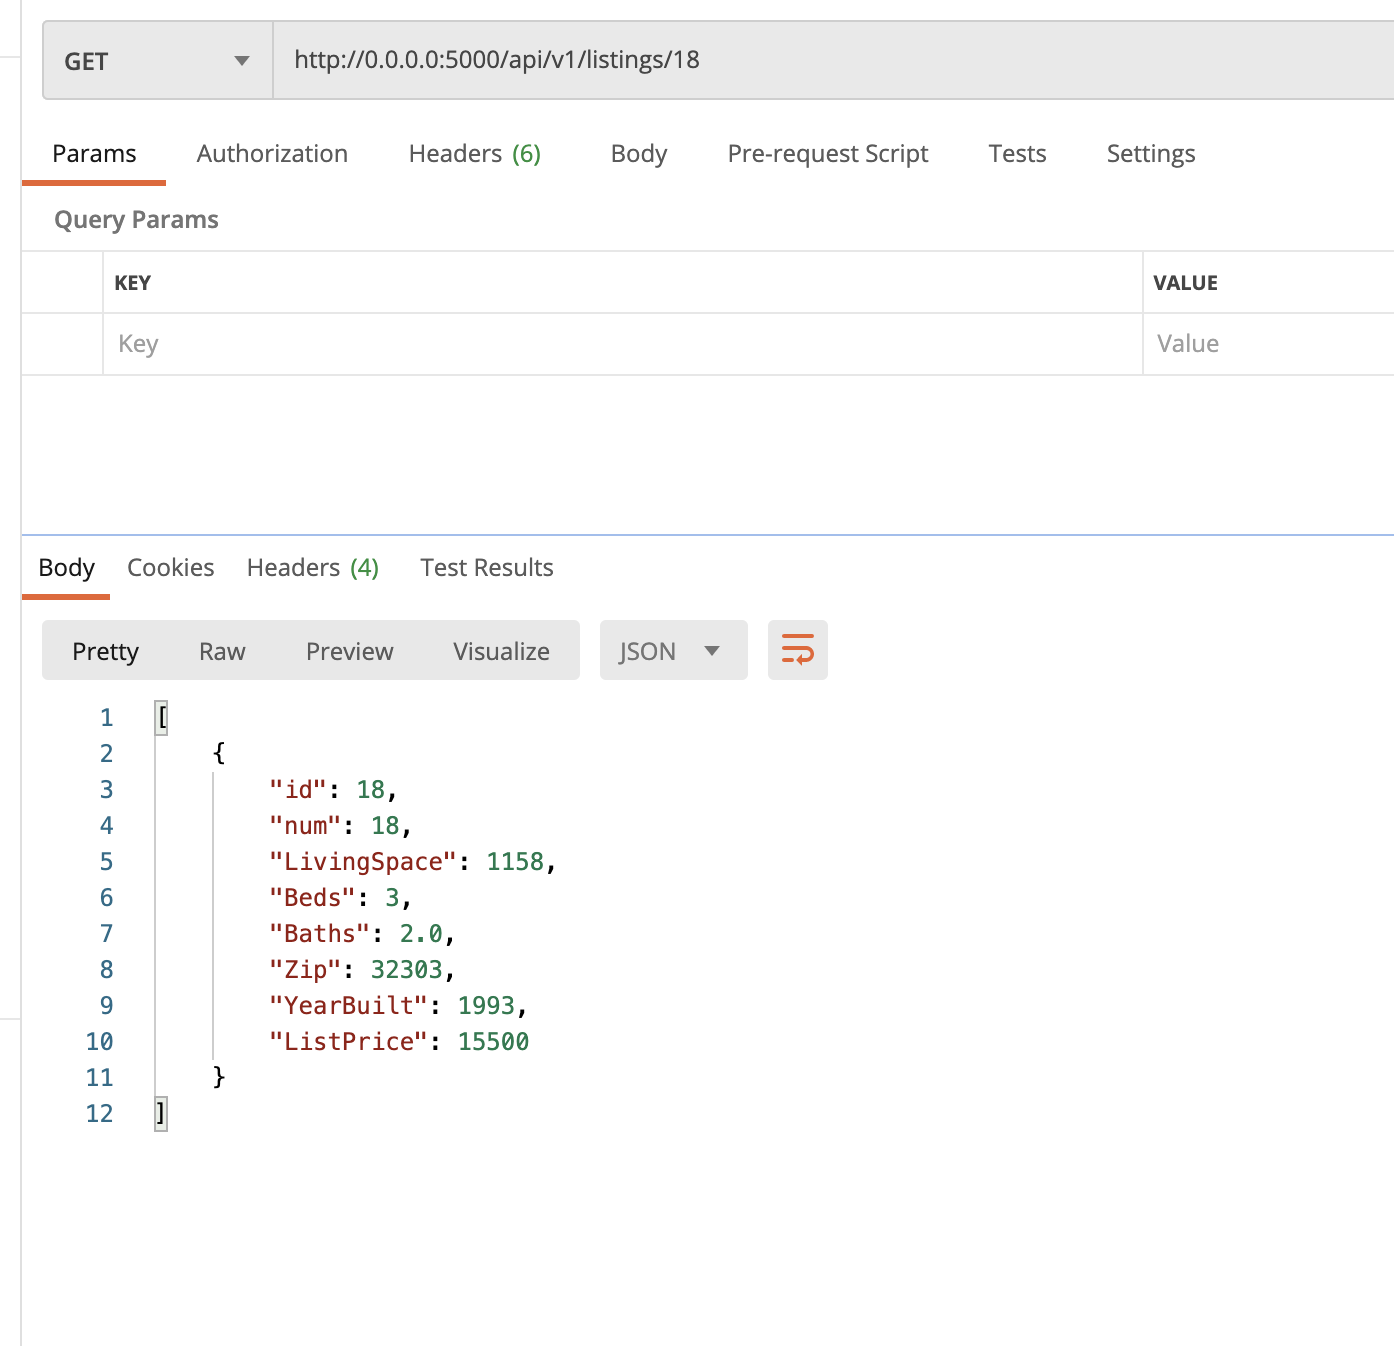 GET http://0.0.0.0:5000/api/v1/listings/18
Params Authorization Headers (6) Body Pre-request Script Tests Settings
Query Params
KEY VALUE
Key Value
Body Cookies Headers (4) Test Results
Pretty Raw Preview Visualize JSON
1 [
2 {
3 "id": 18,
4 "num": 18,
5 "LivingSpace": 1158,
6 "Beds": 3,
7 "Baths": 2.0,
8 "Zip": 32303,
9 "YearBuilt": 1993,
10 "ListPrice": 15500
11 }
12 ]